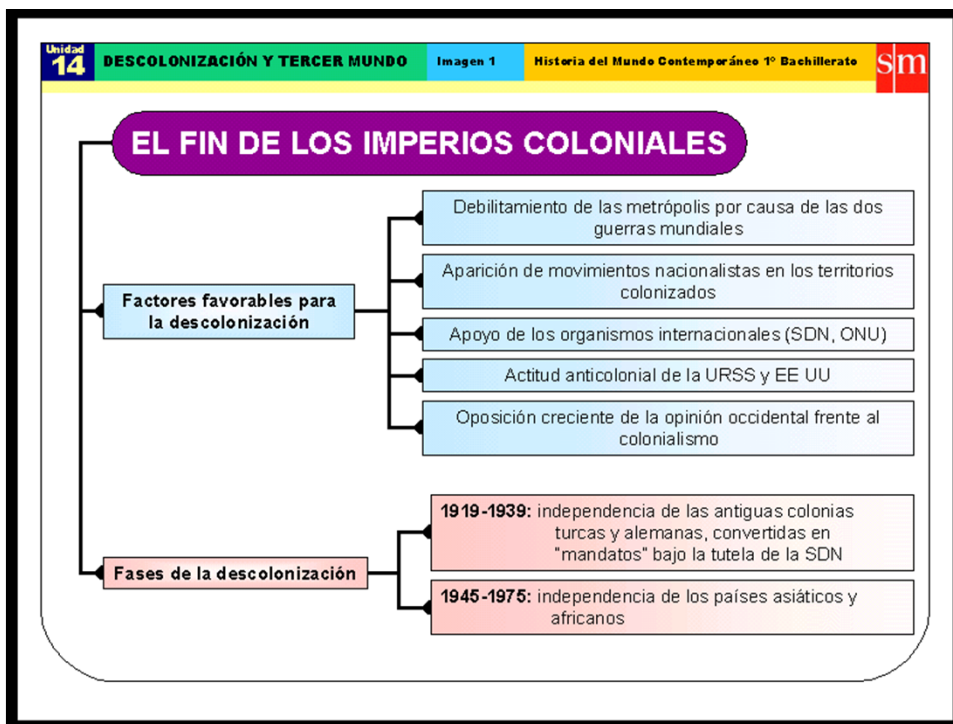 Unidad
14
DESCOLONIZACIÓN Y TERCER MUNDO
Imagen 1
Historia del Mundo Contemporáneo 1º Bachillerato
sm
EL FIN DE LOS IMPERIOS COLONIALES
Factores favorables para
la descolonización
Debilitamiento de las metrópolis por causa de las dos
guerras mundiales
Aparición de movimientos nacionalistas en los territorios
colonizados
Apoyo de los organismos internacionales (SDN, ONU)
Actitud anticolonial de la URSS y EE UU
Oposición creciente de la opinión occidental frente al
colonialismo
Fases de la descolonización
1919-1939: independencia de las antiguas colonias
turcas y alemanas, convertidas en
"mandatos" bajo la tutela de la SDN
1945-1975: independencia de los países asiáticos y
africanos